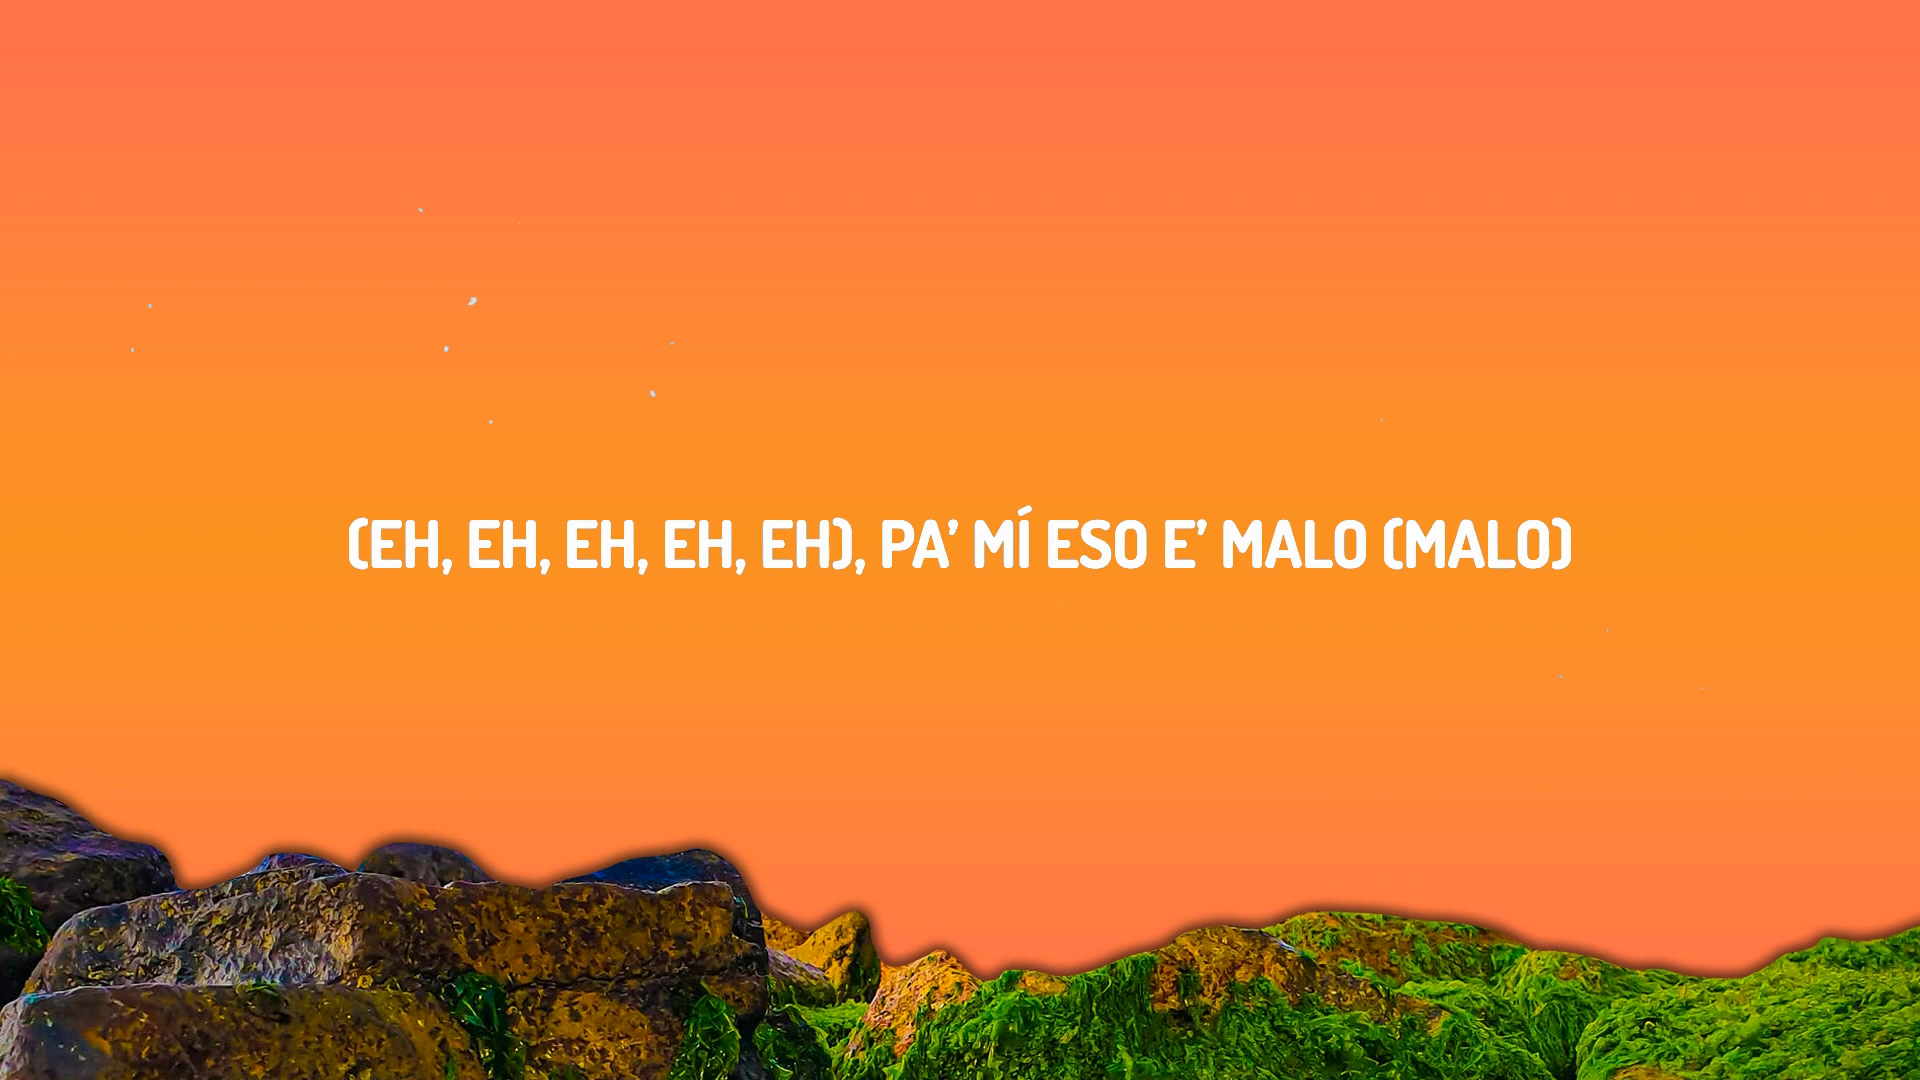 (EH, EH, EH, EH, EH), PA’ MÍ ESO E’ MALO (MALO)